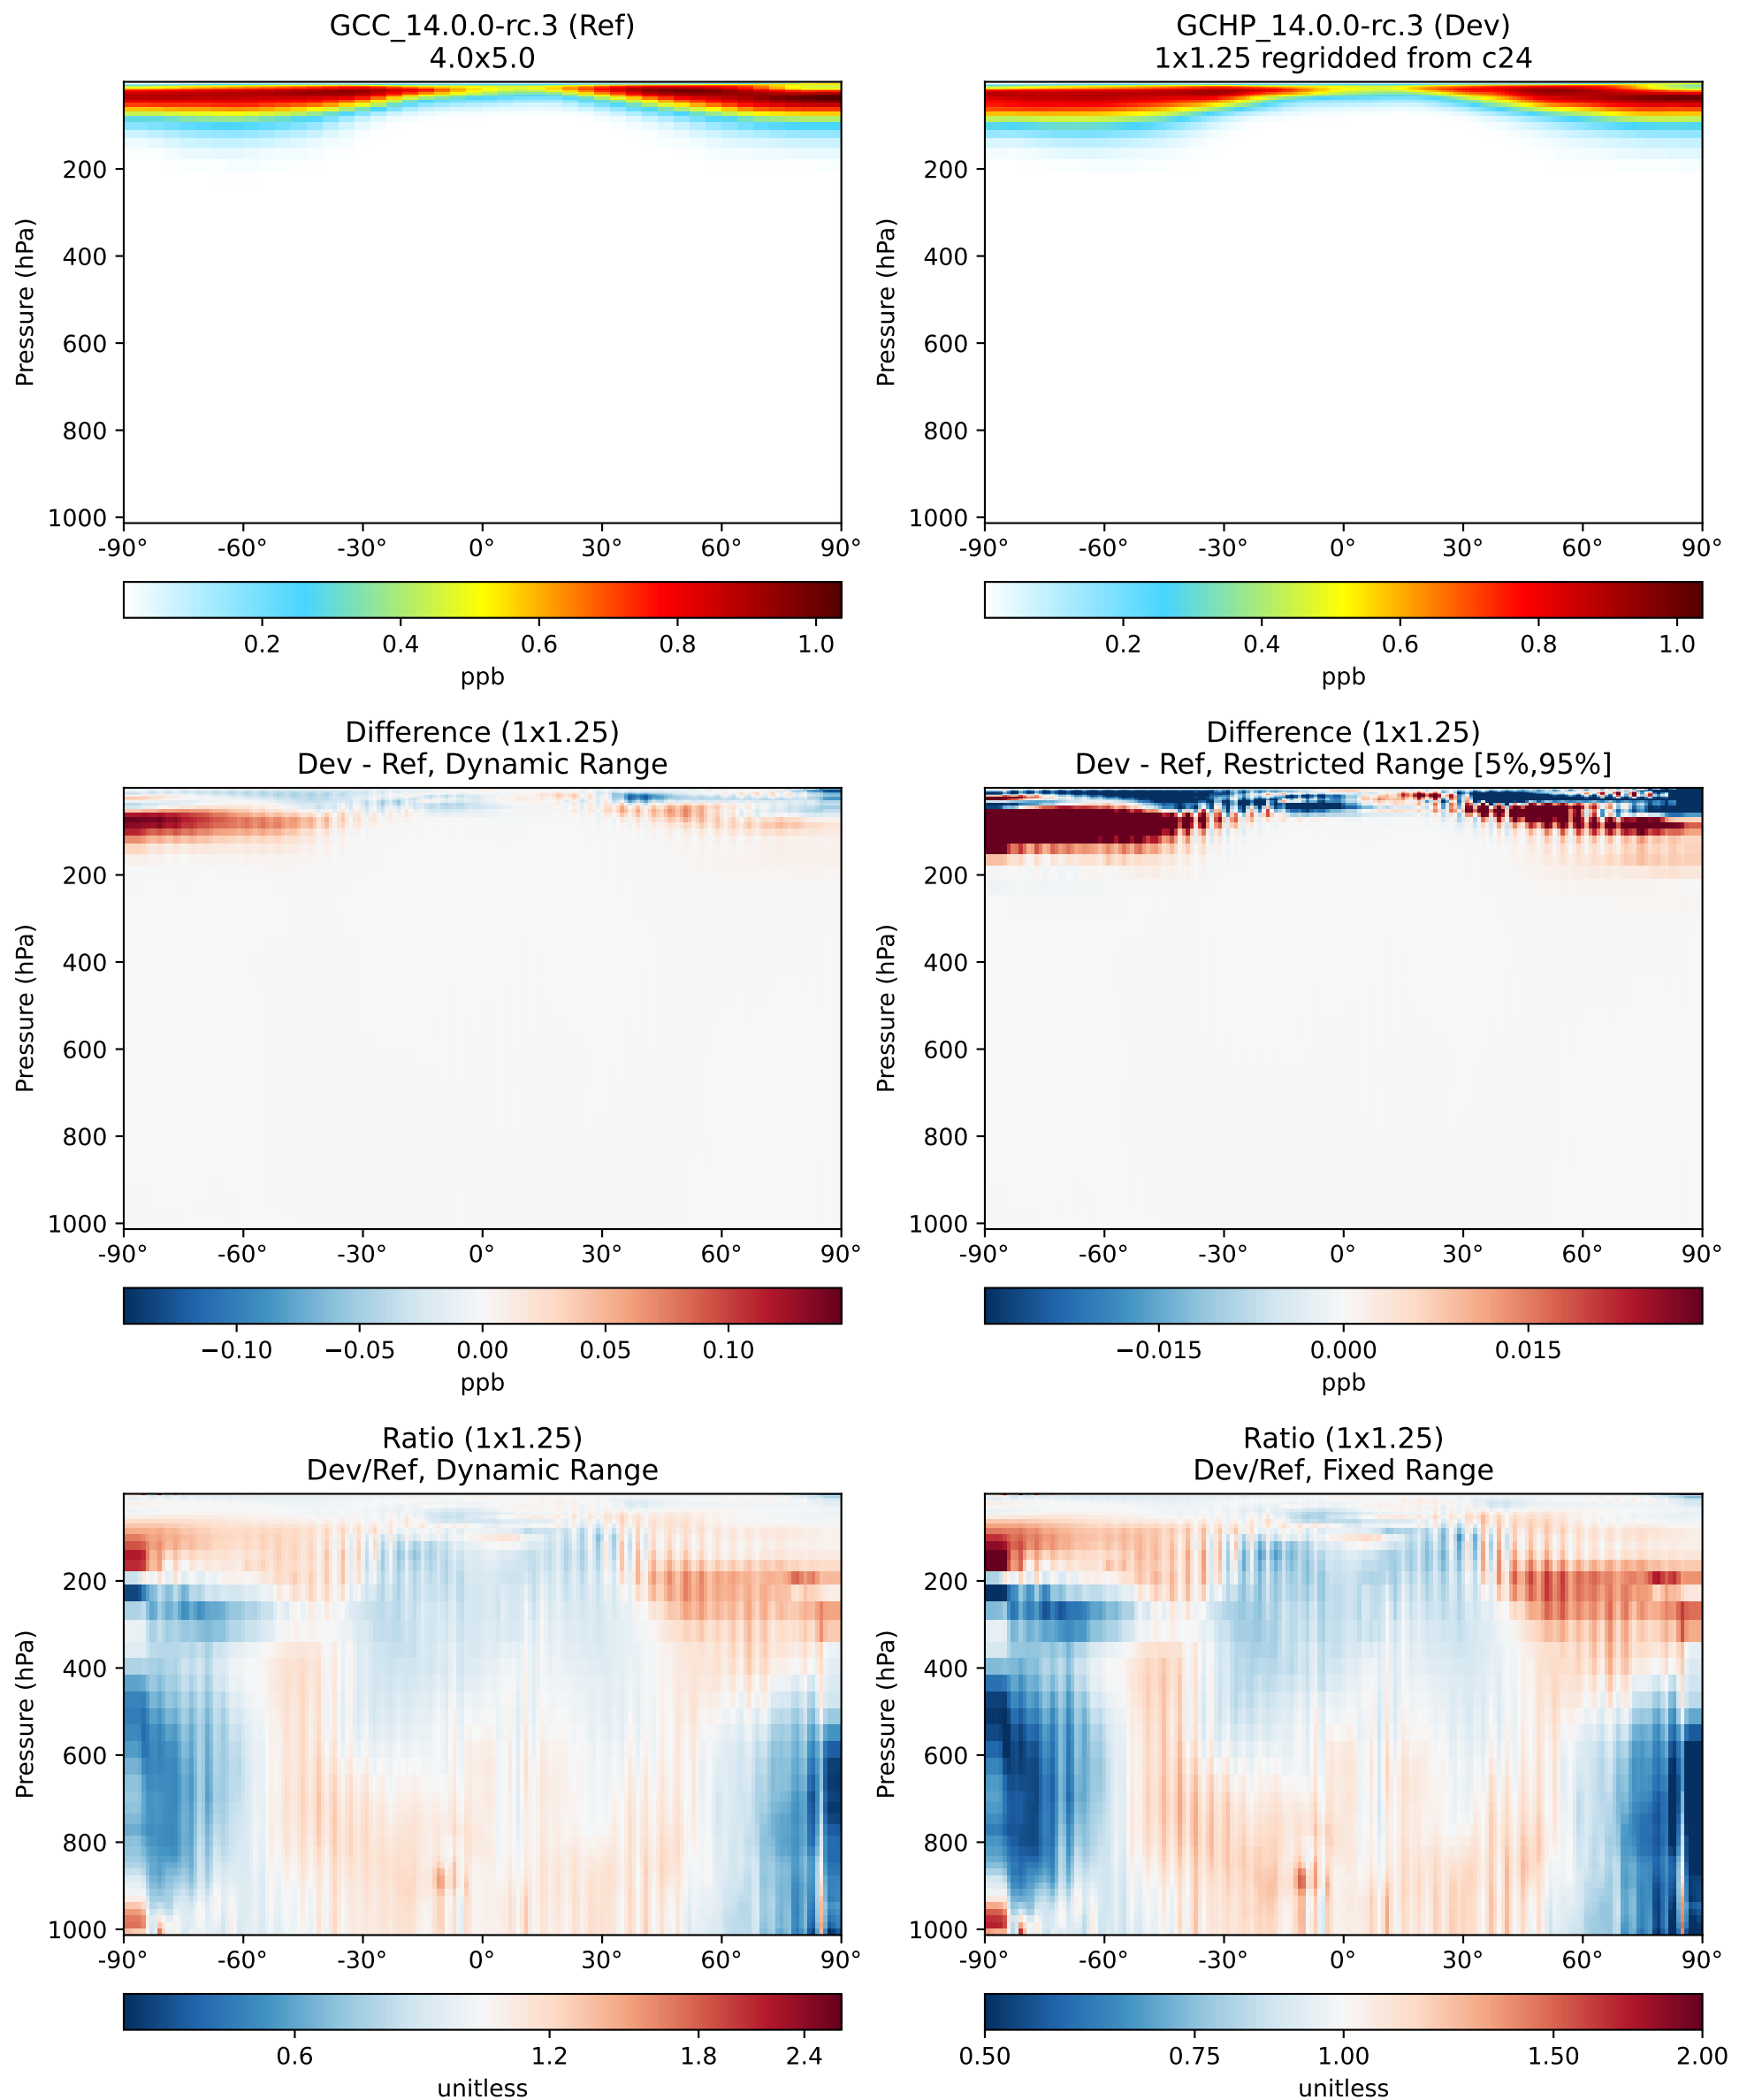 GCC_14.0.0-rc.3 (Ref)
4.0x5.0
200
400
600
800
1000
Pressure (hPa)
-90° -60° -30° 0° 30° 60° 90°
0.2 0.4 0.6 0.8 1.0
ppb
GCHP_14.0.0-rc.3 (Dev)
1x1.25 regridded from c24
200
400
600
800
1000
Pressure (hPa)
-90° -60° -30° 0° 30° 60° 90°
0.2 0.4 0.6 0.8 1.0
ppb
Difference (1x1.25)
Dev - Ref, Dynamic Range
200
400
600
800
1000
Pressure (hPa)
-90° -60° -30° 0° 30° 60° 90°
−0.10 −0.05 0.00 0.05 0.10
ppb
Difference (1x1.25)
Dev - Ref, Restricted Range [5%,95%]
200
400
600
800
1000
Pressure (hPa)
-90° -60° -30° 0° 30° 60° 90°
−0.015 0.000 0.015
ppb
Ratio (1x1.25)
Dev/Ref, Dynamic Range
200
400
600
800
1000
Pressure (hPa)
-90° -60° -30° 0° 30° 60° 90°
0.6 1.2 1.8 2.4
unitless
Ratio (1x1.25)
Dev/Ref, Fixed Range
200
400
600
800
1000
Pressure (hPa)
-90° -60° -30° 0° 30° 60° 90°
0.50 0.75 1.00 1.50 2.00
unitless